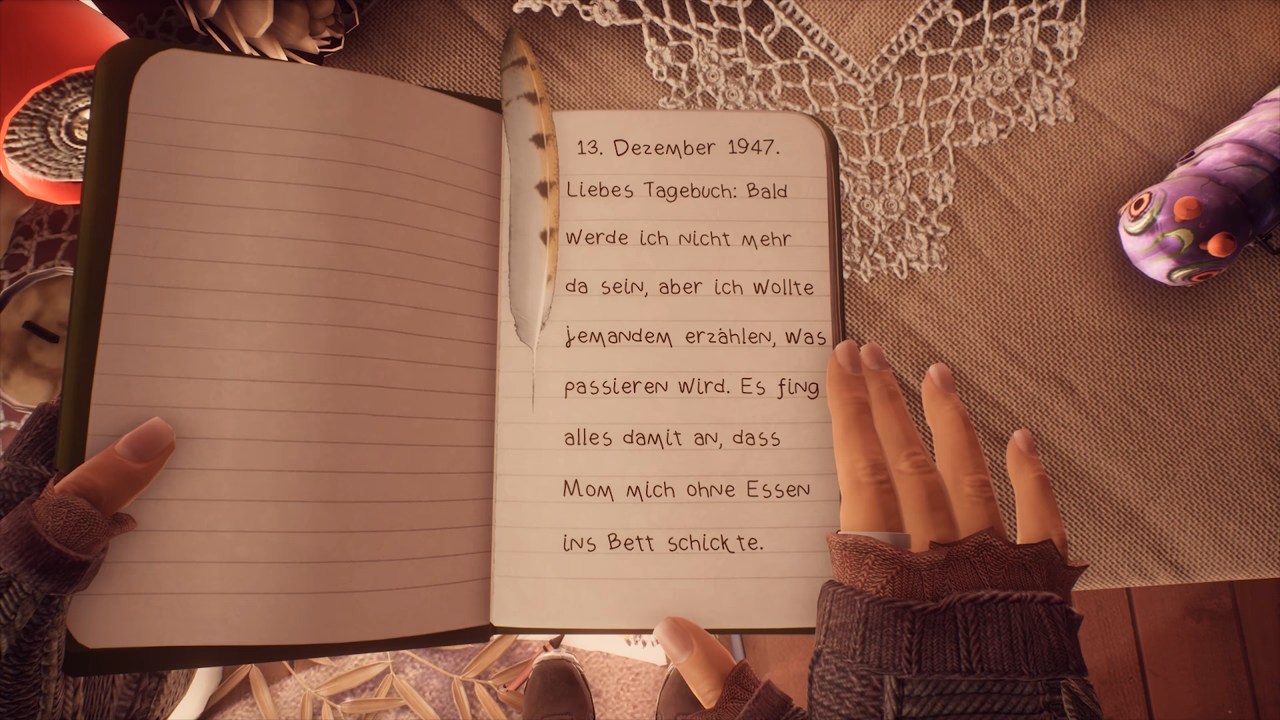 13. Dezember 1947.
Liebes Tagebuch: Bald
werde ich nicht mehr
da sein, aber ich wollte
jemandem erzählen, was
passieren wird. Es fing
alles damit an, dass
Mom mich ohne Essen
ins Bett schickte.